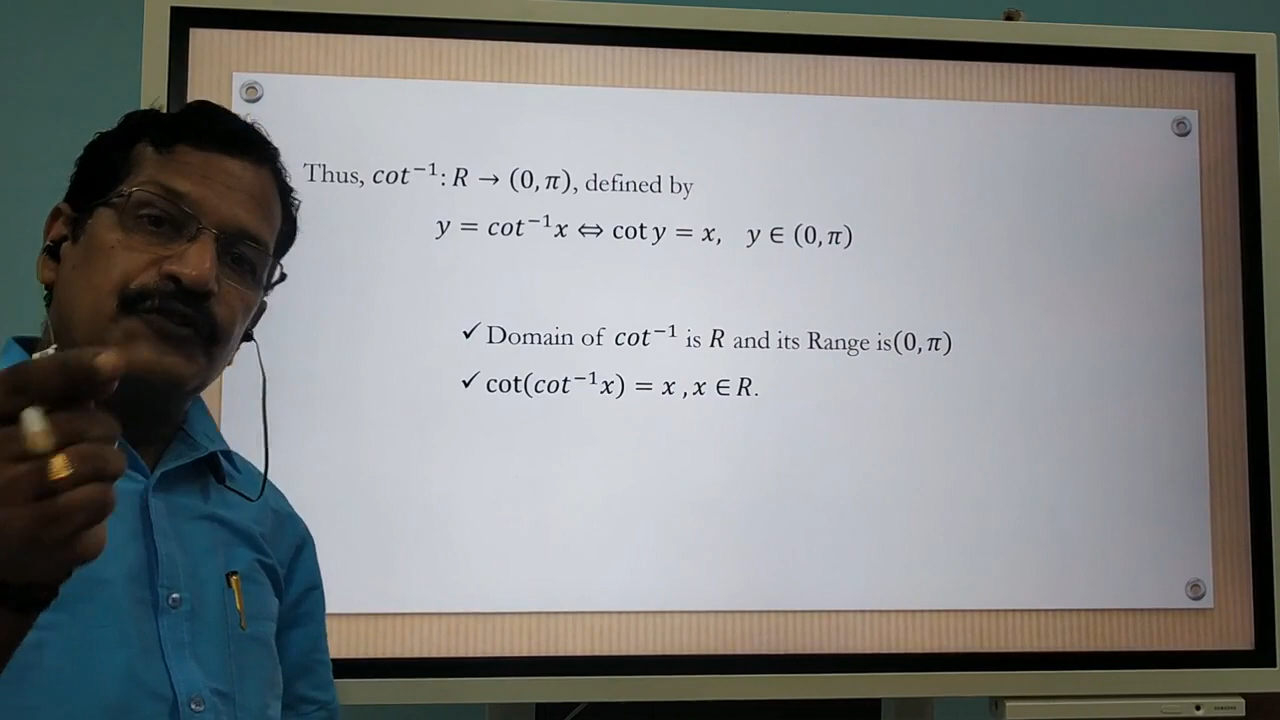 Thus, cot⁻¹: R → (0, π), defined by
y = cot⁻¹x ⇔ cot y = x, y ∈ (0, π)
✓ Domain of cot⁻¹ is R and its Range is(0, π)
✓ cot(cot⁻¹x) = x ,x ∈ R.
SAMSUNG